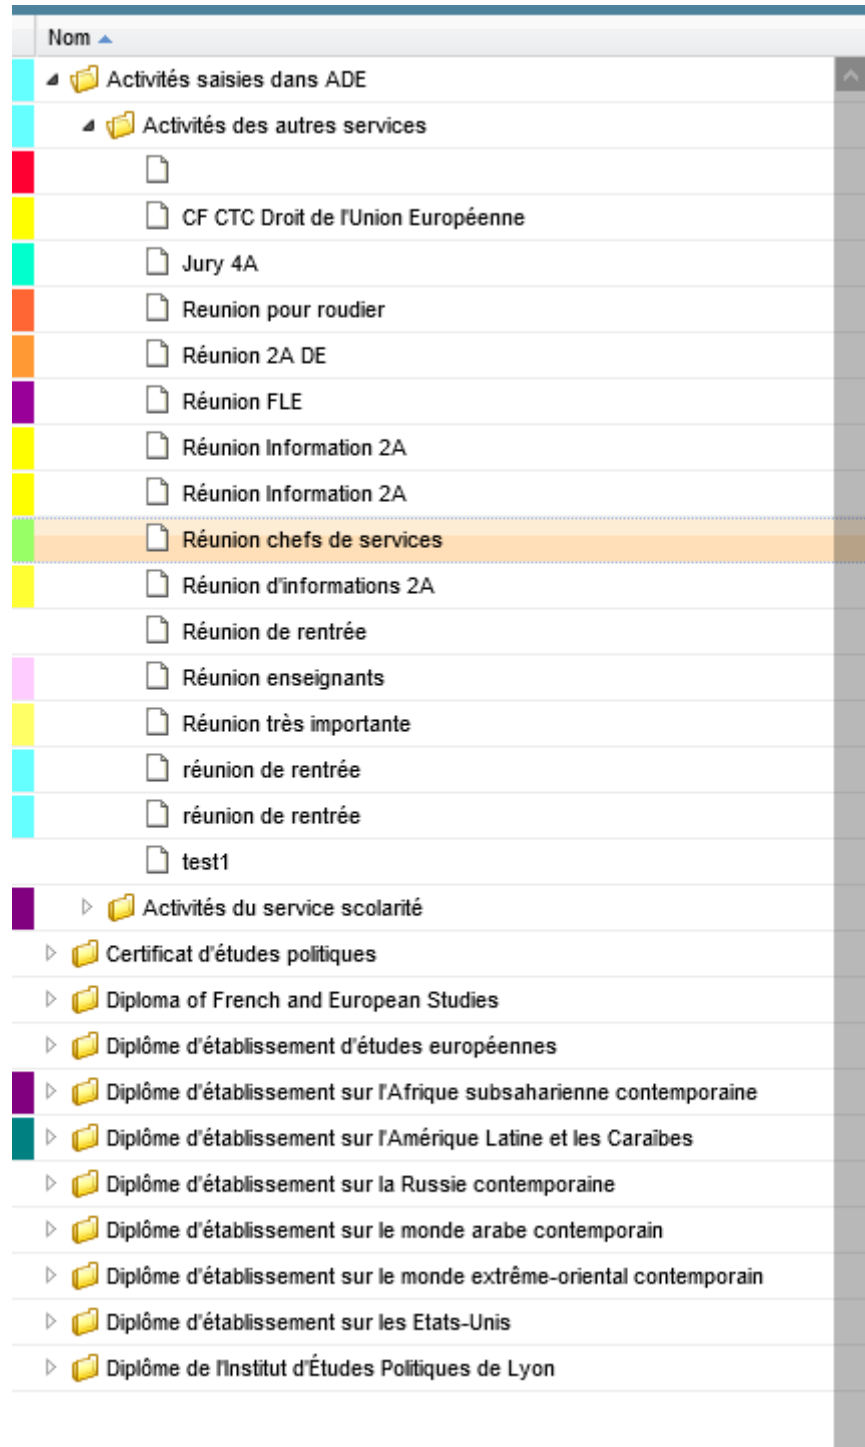 Nom
Activités saisies dans ADE
Activités des autres services
CF CTC Droit de l'Union Européenne
Jury 4A
Reunion pour roudier
Réunion 2A DE
Réunion FLE
Réunion Information 2A
Réunion Information 2A
Réunion chefs de services
Réunion d'informations 2A
Réunion de rentrée
Réunion enseignants
Réunion très importante
réunion de rentrée
réunion de rentrée
test1
Activités du service scolarité
Certificat d'études politiques
Diploma of French and European Studies
Diplôme d'établissement d'études européennes
Diplôme d'établissement sur l'Afrique subsaharienne contemporaine
Diplôme d'établissement sur l'Amérique Latine et les Caraïbes
Diplôme d'établissement sur la Russie contemporaine
Diplôme d'établissement sur le monde arabe contemporain
Diplôme d'établissement sur le monde extrême-oriental contemporain
Diplôme d'établissement sur les Etats-Unis
Diplôme de l'Institut d'Études Politiques de Lyon